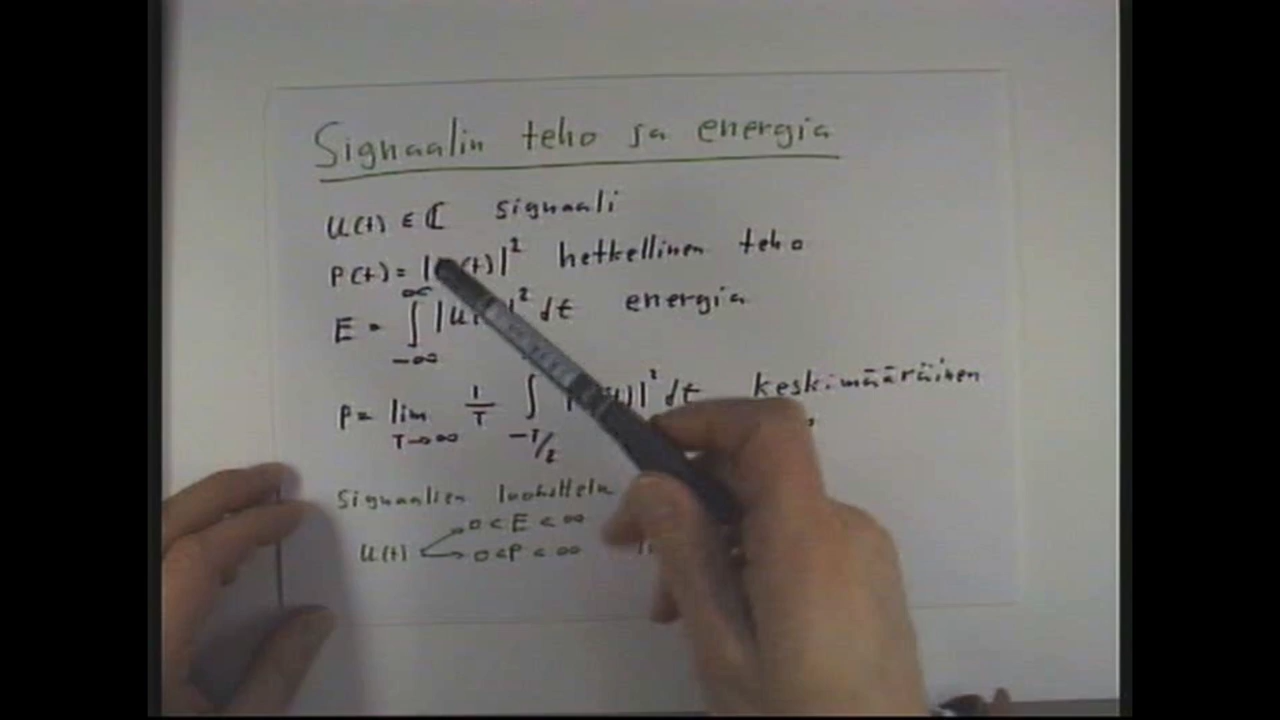 Signaalin teho ja energia
u(t) ∈ ℂ signaali
P(t) = |u(t)|² hetkellinen teho
E = ∫ |u |² dt energia
∞
-∞
P = lim 1/T ∫ |u(t)|² dt keskimääräinen
T→∞ -T/2
Signaalien luokittelu
u(t) 0 < E < ∞
0 < P < ∞